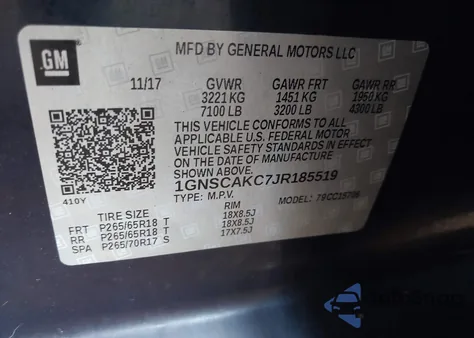 GM
MFD BY GENERAL MOTORS LLC
11/17 GVWR GAWR FRT GAWR RR
3221 KG 1451 KG 1950 KG
7100 LB 3200 LB 4300 LB
THIS VEHICLE CONFORMS TO ALL
APPLICABLE U.S. FEDERAL MOTOR
VEHICLE SAFETY STANDARDS IN EFFECT
ON THE DATE OF MANUFACTURE
1GNSCAKC7JR185519
410Y TYPE: M.P.V. MODEL:
TIRE SIZE RIM
FRT P265/65R18 T 18X8.5J
RR P265/65R18 T 18X8.5J
SPA P265/70R17 S 17X7.5J